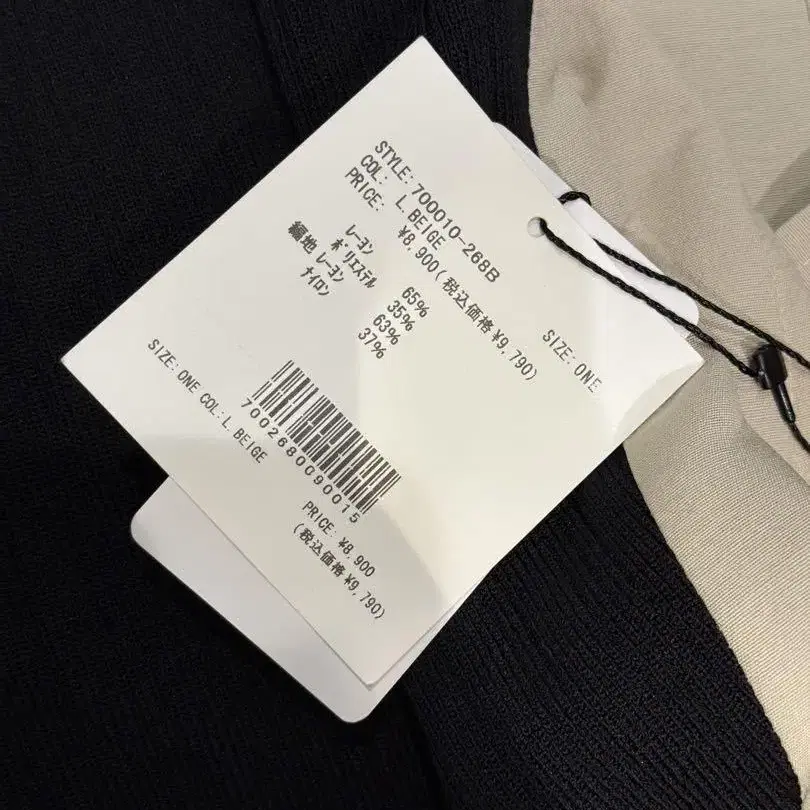 STYLE: 700010-268B
COL: L.BEIGE
SIZE: ONE
PRICE: ¥8,900(税込価格¥9,790)
レーヨン 65%
ポリエステル 35%
編地 レーヨン 63%
ナイロン 37%
7002680090015
SIZE: ONE COL: L.BEIGE
PRICE: ¥8,900
(税込価格¥9,790)